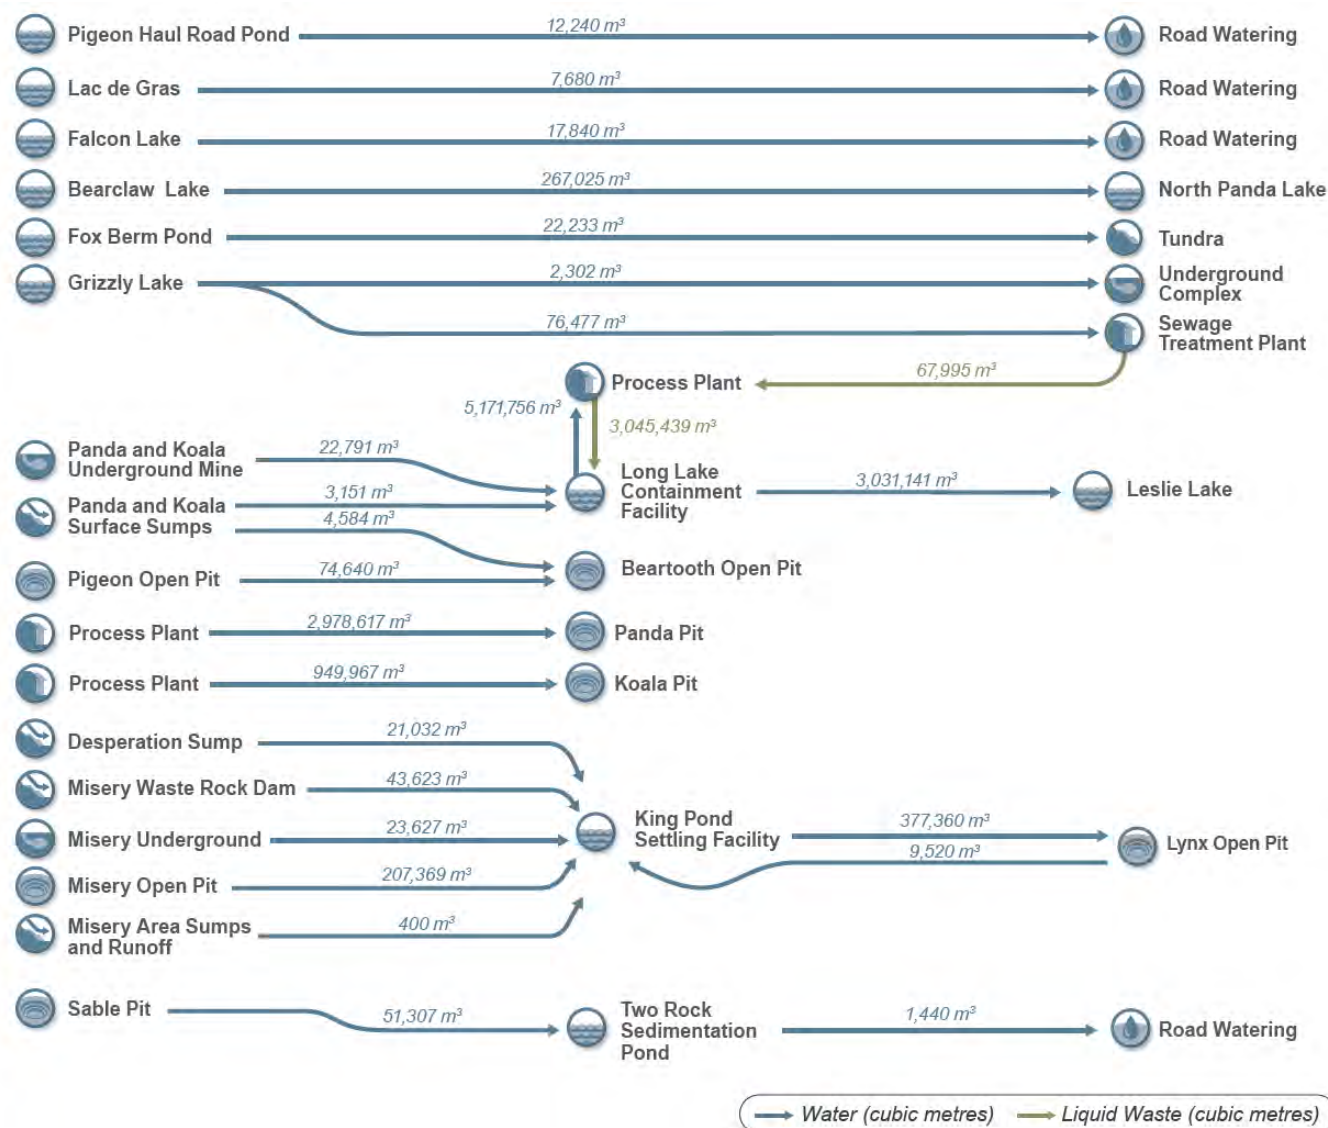 Pigeon Haul Road Pond 12,240 m³ Road Watering
Lac de Gras 7,680 m³ Road Watering
Falcon Lake 17,840 m³ Road Watering
Bearclaw Lake 267,025 m³ North Panda Lake
Fox Berm Pond 22,233 m³ Tundra
Grizzly Lake 2,302 m³ Underground
Complex
76,477 m³ Sewage
Treatment Plant
Process Plant 67,995 m³
5,171,756 m³ 3,045,439 m³
Panda and Koala
Underground Mine
22,791 m³
Panda and Koala
Surface Sumps
3,151 m³
4,584 m³
Long Lake
Containment
Facility
3,031,141 m³ Leslie Lake
Pigeon Open Pit 74,640 m³ Beartooth Open Pit
Process Plant 2,978,617 m³ Panda Pit
Process Plant 949,967 m³ Koala Pit
Desperation Sump 21,032 m³
Misery Waste Rock Dam 43,623 m³
Misery Underground 23,627 m³
Misery Open Pit 207,369 m³
Misery Area Sumps
and Runoff
400 m³
King Pond
Settling Facility
377,360 m³
9,520 m³
Lynx Open Pit
Sable Pit 51,307 m³
Two Rock
Sedimentation
Pond
1,440 m³ Road Watering
Water (cubic metres) Liquid Waste (cubic metres)